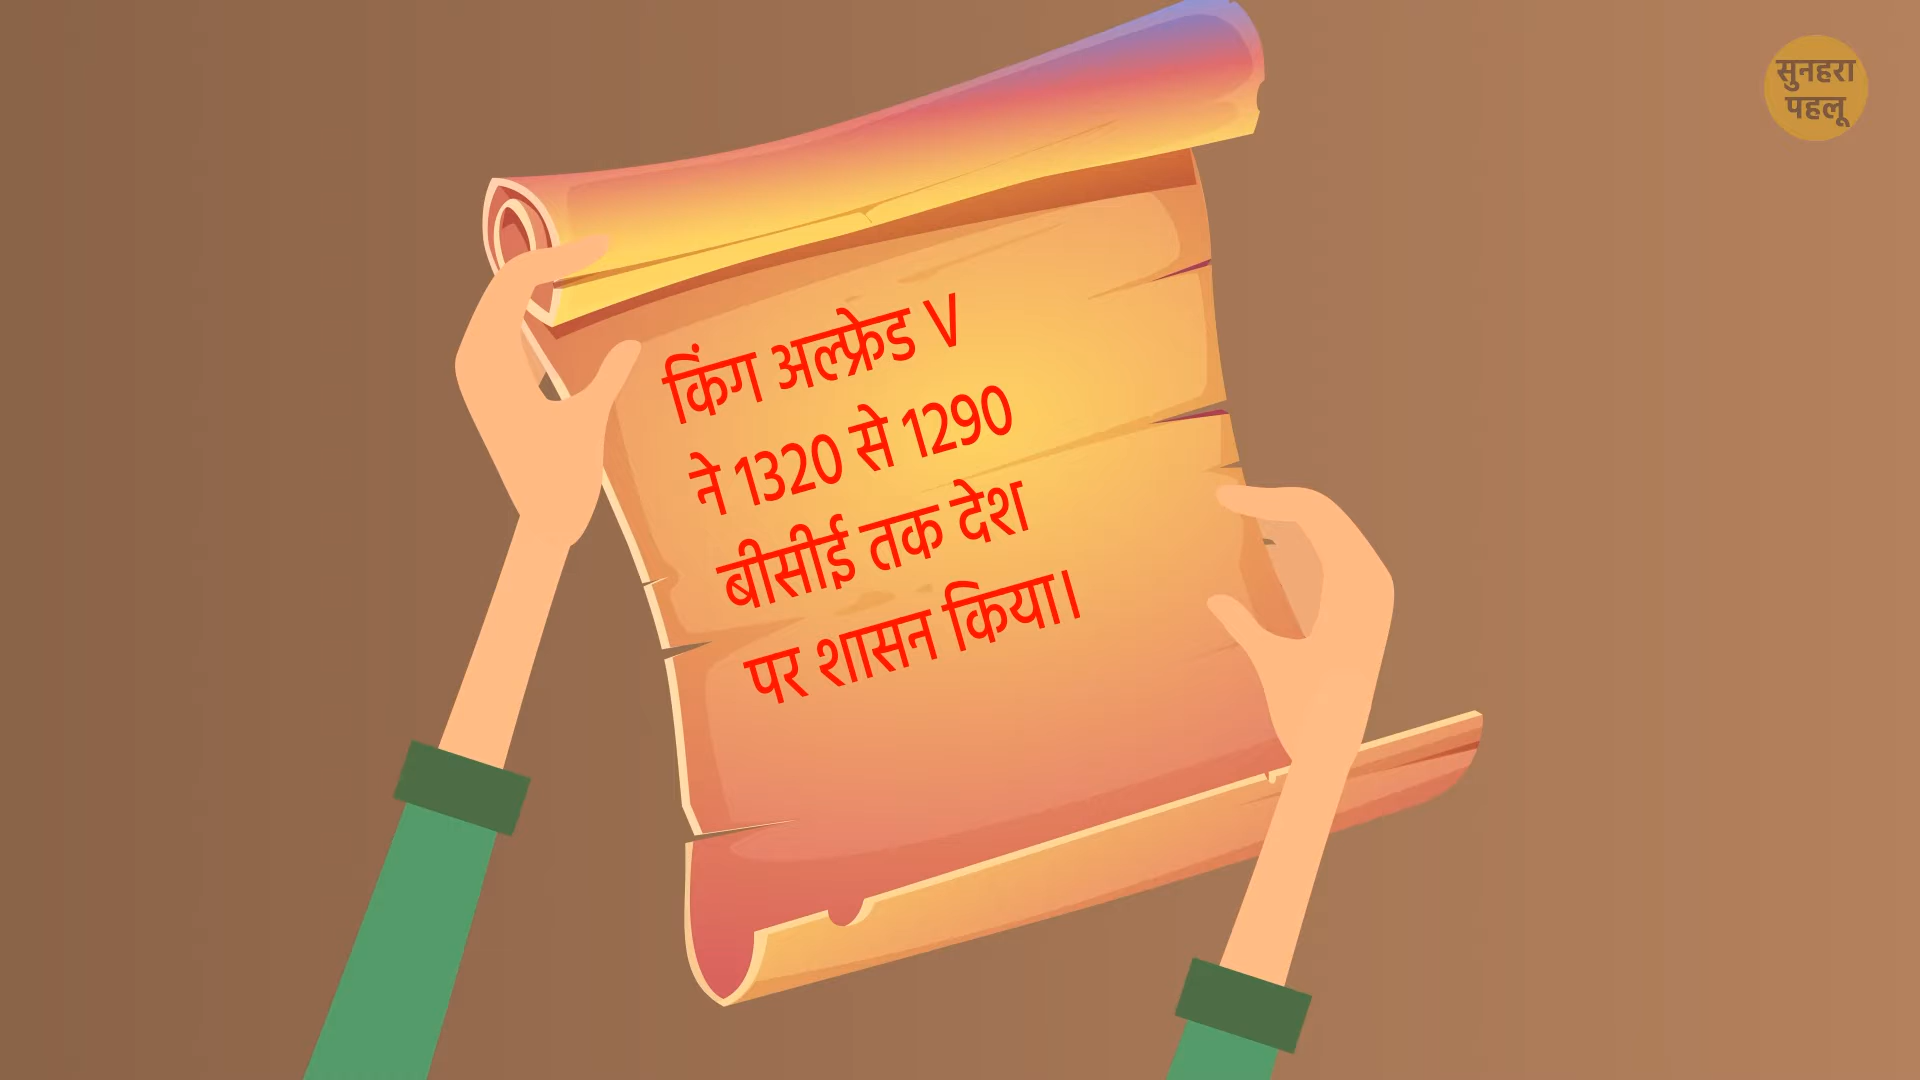 सुनहरा
पहलू
किंग अल्फ्रेड V
ने 1320 से 1290
बीसीई तक देश
पर शासन किया।